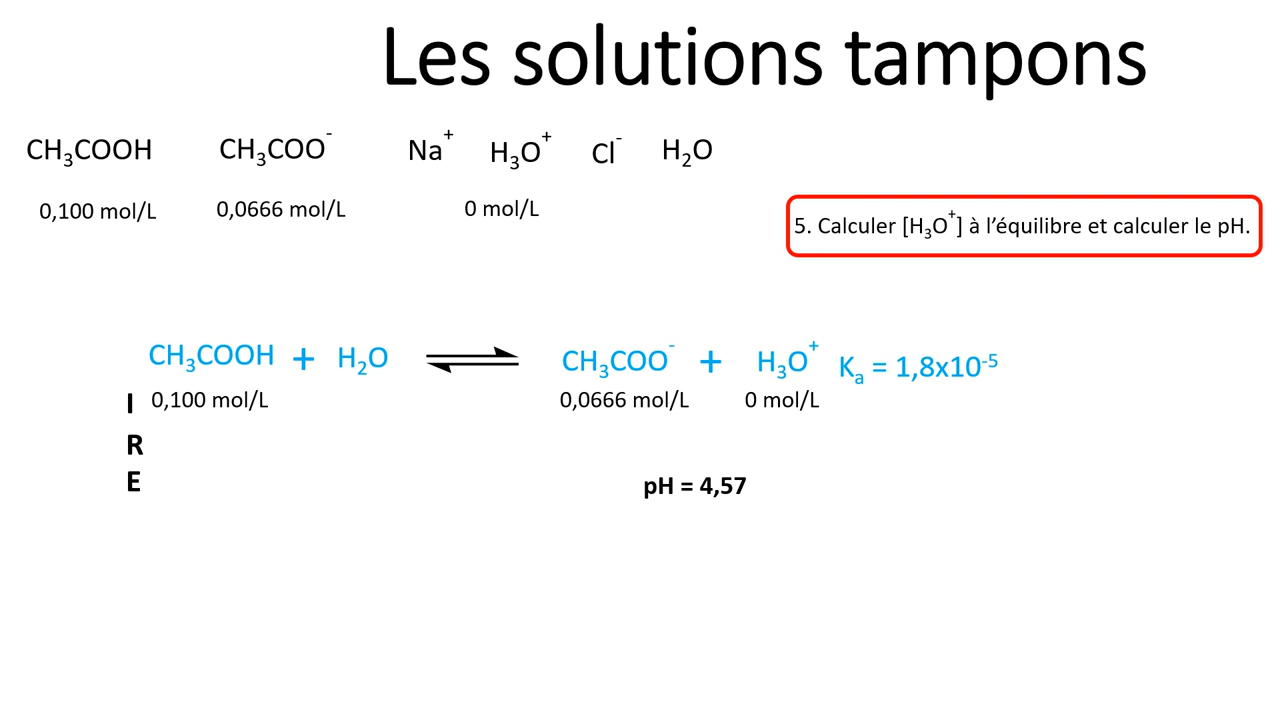 Les solutions tampons
CH₃COOH CH₃COO⁻ Na⁺ H₃O⁺ Cl⁻ H₂O
0,100 mol/L 0,0666 mol/L 0 mol/L
5. Calculer [H₃O⁺] à l’équilibre et calculer le pH.
CH₃COOH + H₂O ⇌ CH₃COO⁻ + H₃O⁺ Kₐ = 1,8x10⁻⁵
I 0,100 mol/L 0,0666 mol/L 0 mol/L
R
E pH = 4,57